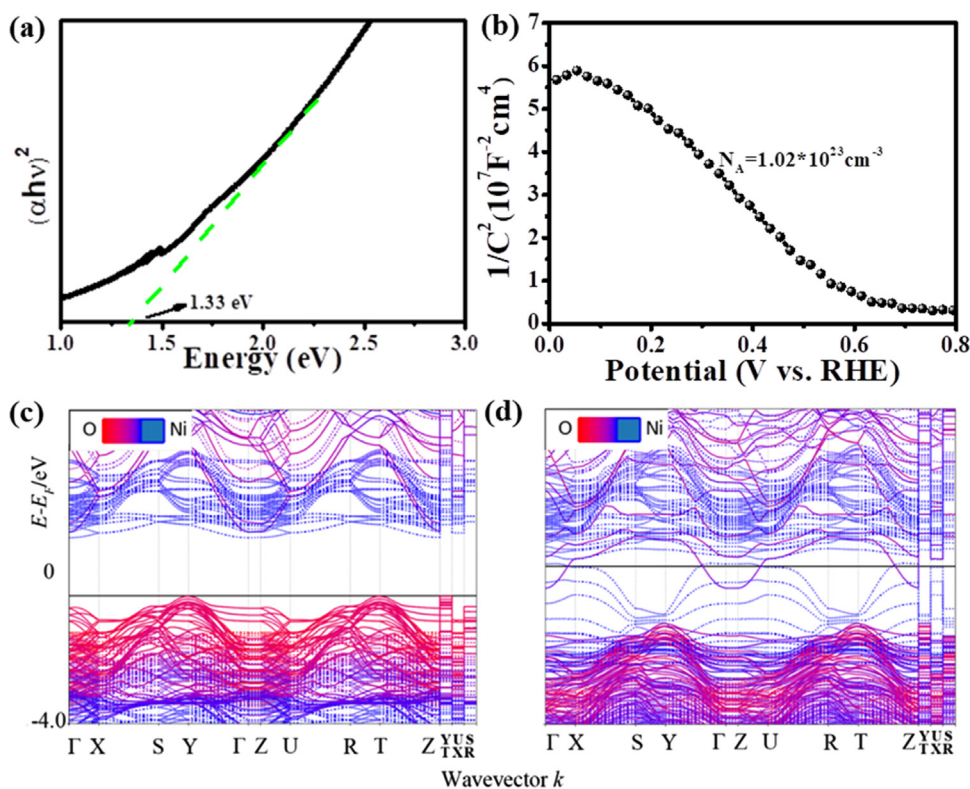 (a)
(αhν)²
1.33 eV
1.0 1.5 2.0 2.5 3.0
Energy (eV)
(b)
1/C² (10⁷F⁻²cm⁴)
7
6
5
4
3
2
1
0
N_A=1.02*10²³cm⁻³
0.0 0.2 0.4 0.6 0.8
Potential (V vs. RHE)
(c)
O Ni
E-E_F/eV
0
-4.0
Γ X S Y Γ Z U R T Z Y U S
T X R
(d)
O Ni
Γ X S Y Γ Z U R T Z Y U S
T X R
Wavevector k